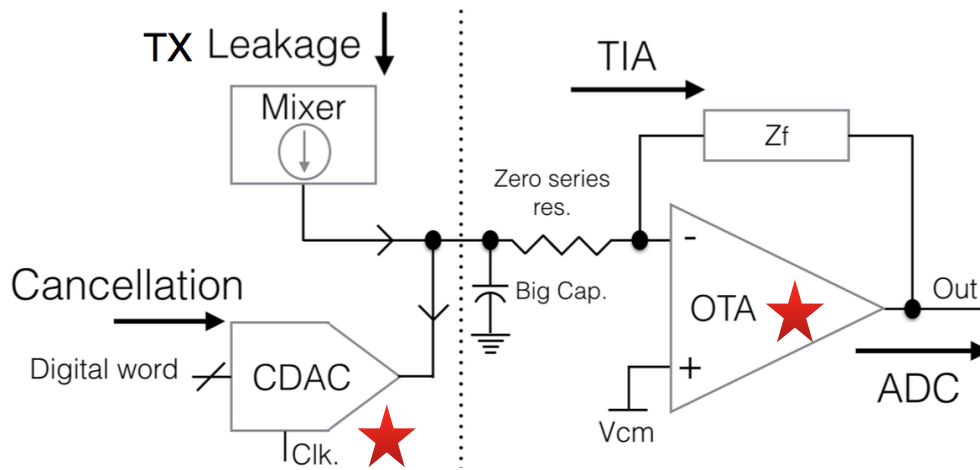 TX Leakage
Mixer
TIA
Zf
Zero series
res.
-
Cancellation
Big Cap.
OTA
Out
Digital word
CDAC
+
ADC
Vcm
Clk.